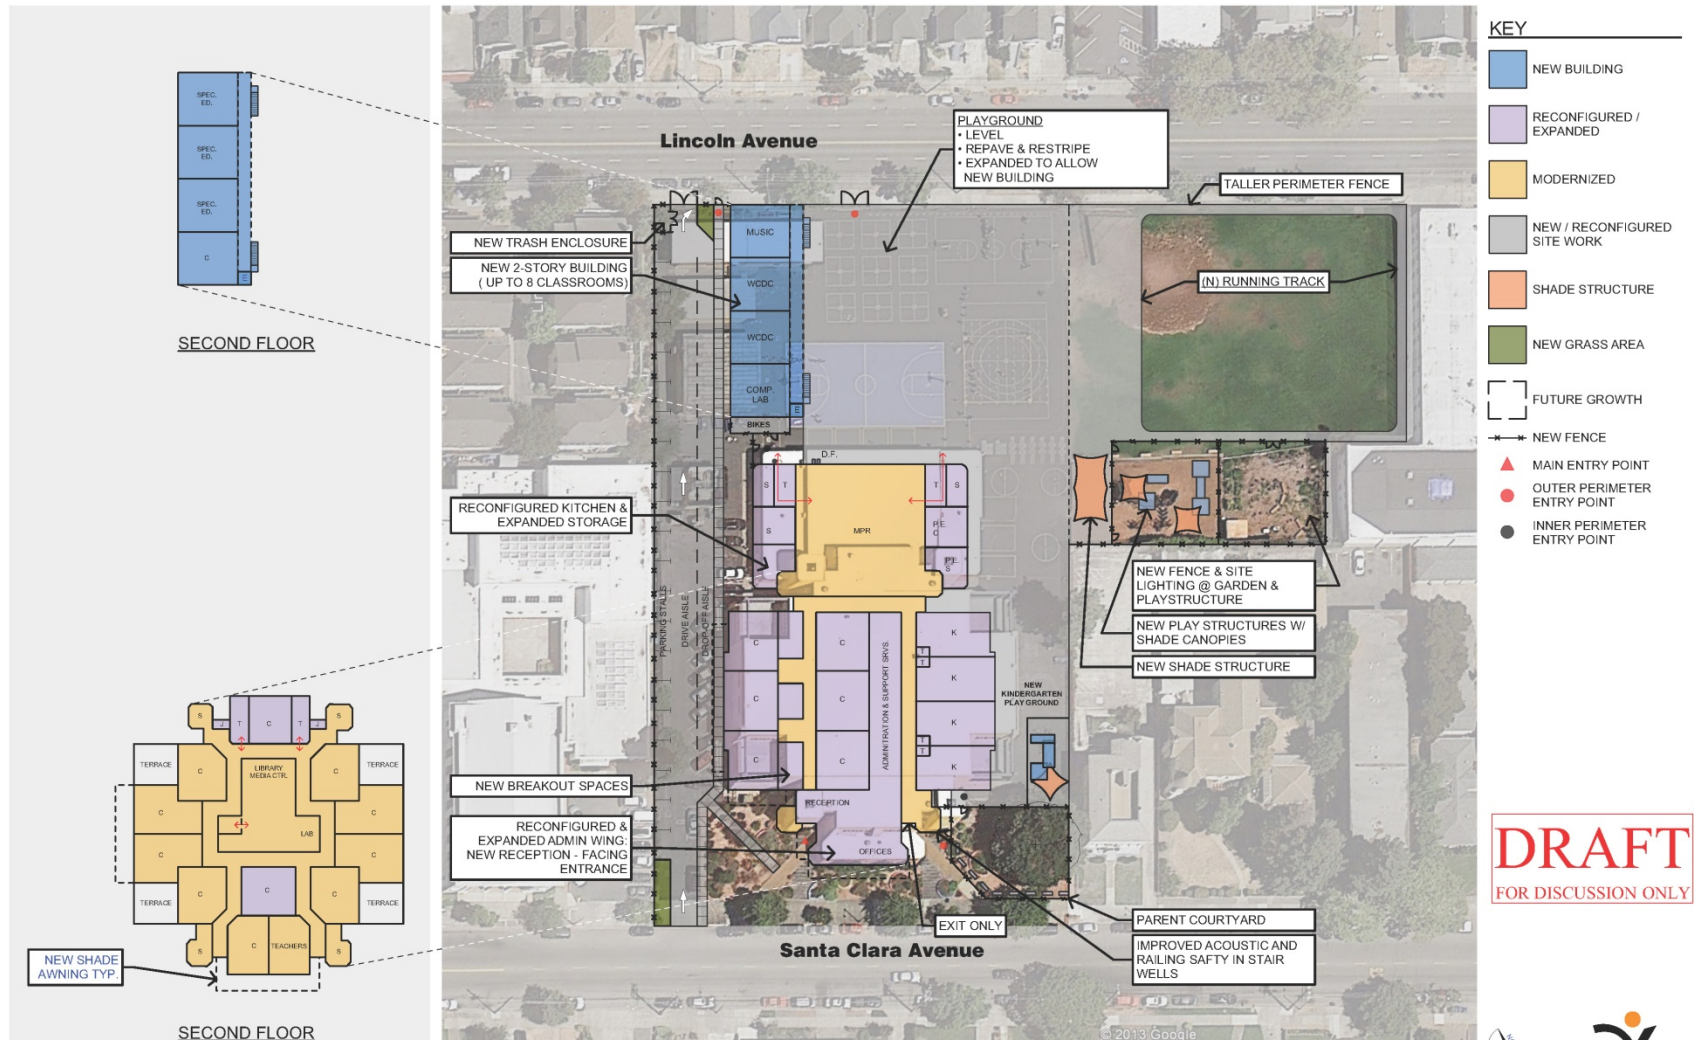 SPEC.
ED.
SPEC.
ED.
SPEC.
ED.
C
E
SECOND FLOOR
S
J
T
C
T
J
S
TERRACE
C
LIBRARY
MEDIA CTR.
C
TERRACE
C
C
LAB
C
C
TERRACE
C
C
C
TERRACE
S
C
TEACHERS
S
NEW SHADE
AWNING TYP.
SECOND FLOOR
Lincoln Avenue
PLAYGROUND
• LEVEL
• REPAVE & RESTRIPE
• EXPANDED TO ALLOW
NEW BUILDING
TALLER PERIMETER FENCE
NEW TRASH ENCLOSURE
NEW 2-STORY BUILDING
( UP TO 8 CLASSROOMS)
MUSIC
WCDC
WCDC
COMP.
LAB
E
BIKES
(N) RUNNING TRACK
D.F.
S
T
T
S
S
MPR
P.E.
C
P.E.
S
RECONFIGURED KITCHEN &
EXPANDED STORAGE
PARKING STALLS
DRIVE AISLE
DROP-OFF AISLE
C
C
C
C
C
C
ADMINITRATION & SUPPORT SRVS.
K
T
T
K
K
T
T
K
NEW
KINDERGARTEN
PLAYGROUND
NEW FENCE & SITE
LIGHTING @ GARDEN &
PLAYSTRUCTURE
NEW PLAY STRUCTURES W/
SHADE CANOPIES
NEW SHADE STRUCTURE
NEW BREAKOUT SPACES
RECEPTION
OFFICES
RECONFIGURED &
EXPANDED ADMIN WING:
NEW RECEPTION - FACING
ENTRANCE
EXIT ONLY
PARENT COURTYARD
IMPROVED ACOUSTIC AND
RAILING SAFTY IN STAIR
WELLS
Santa Clara Avenue
© 2013 Google
KEY
NEW BUILDING
RECONFIGURED /
EXPANDED
MODERNIZED
NEW / RECONFIGURED
SITE WORK
SHADE STRUCTURE
NEW GRASS AREA
FUTURE GROWTH
NEW FENCE
MAIN ENTRY POINT
OUTER PERIMETER
ENTRY POINT
INNER PERIMETER
ENTRY POINT
DRAFT
FOR DISCUSSION ONLY